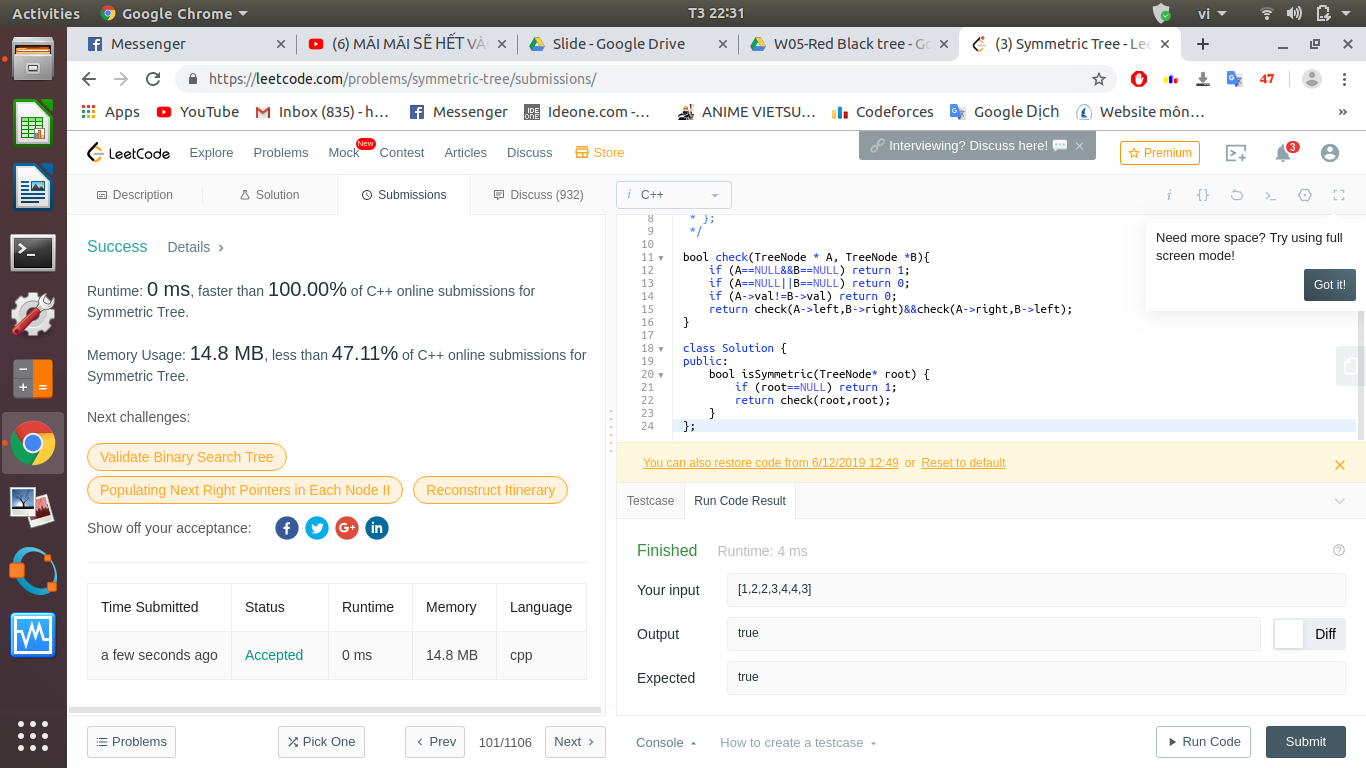 Activities Google Chrome T3 22:31 vi
Messenger (6) MÃI MÃI SẼ HẾT VÀ Slide - Google Drive W05-Red Black tree - Go (3) Symmetric Tree - Lee
https://leetcode.com/problems/symmetric-tree/submissions/ 47
Apps YouTube Inbox (835) - h… Messenger Ideone.com -… ANIME VIETSU… Codeforces Google Dịch Website môn… »
LeetCode Explore Problems Mock New Contest Articles Discuss Store Interviewing? Discuss here! Premium 3
Description Solution Submissions Discuss (932)
Success Details
Runtime: 0 ms, faster than 100.00% of C++ online submissions for
Symmetric Tree.
Memory Usage: 14.8 MB, less than 47.11% of C++ online submissions for
Symmetric Tree.
Next challenges:
Validate Binary Search Tree
Populating Next Right Pointers in Each Node II Reconstruct Itinerary
Show off your acceptance:
Time Submitted Status Runtime Memory Language
a few seconds ago Accepted 0 ms 14.8 MB cpp
Problems Pick One Prev 101/1106 Next
i C++ i {}
8 * };
9 */
10
11 bool check(TreeNode * A, TreeNode *B){
12 if (A==NULL&&B==NULL) return 1;
13 if (A==NULL||B==NULL) return 0;
14 if (A->val!=B->val) return 0;
15 return check(A->left,B->right)&&check(A->right,B->left);
16 }
17
18 class Solution {
19 public:
20 bool isSymmetric(TreeNode* root) {
21 if (root==NULL) return 1;
22 return check(root,root);
23 }
24 };
Need more space? Try using full
screen mode!
Got it!
You can also restore code from 6/12/2019 12:49 or Reset to default
Testcase Run Code Result
Finished Runtime: 4 ms
Your input [1,2,2,3,4,4,3]
Output true Diff
Expected true
Console How to create a testcase Run Code Submit